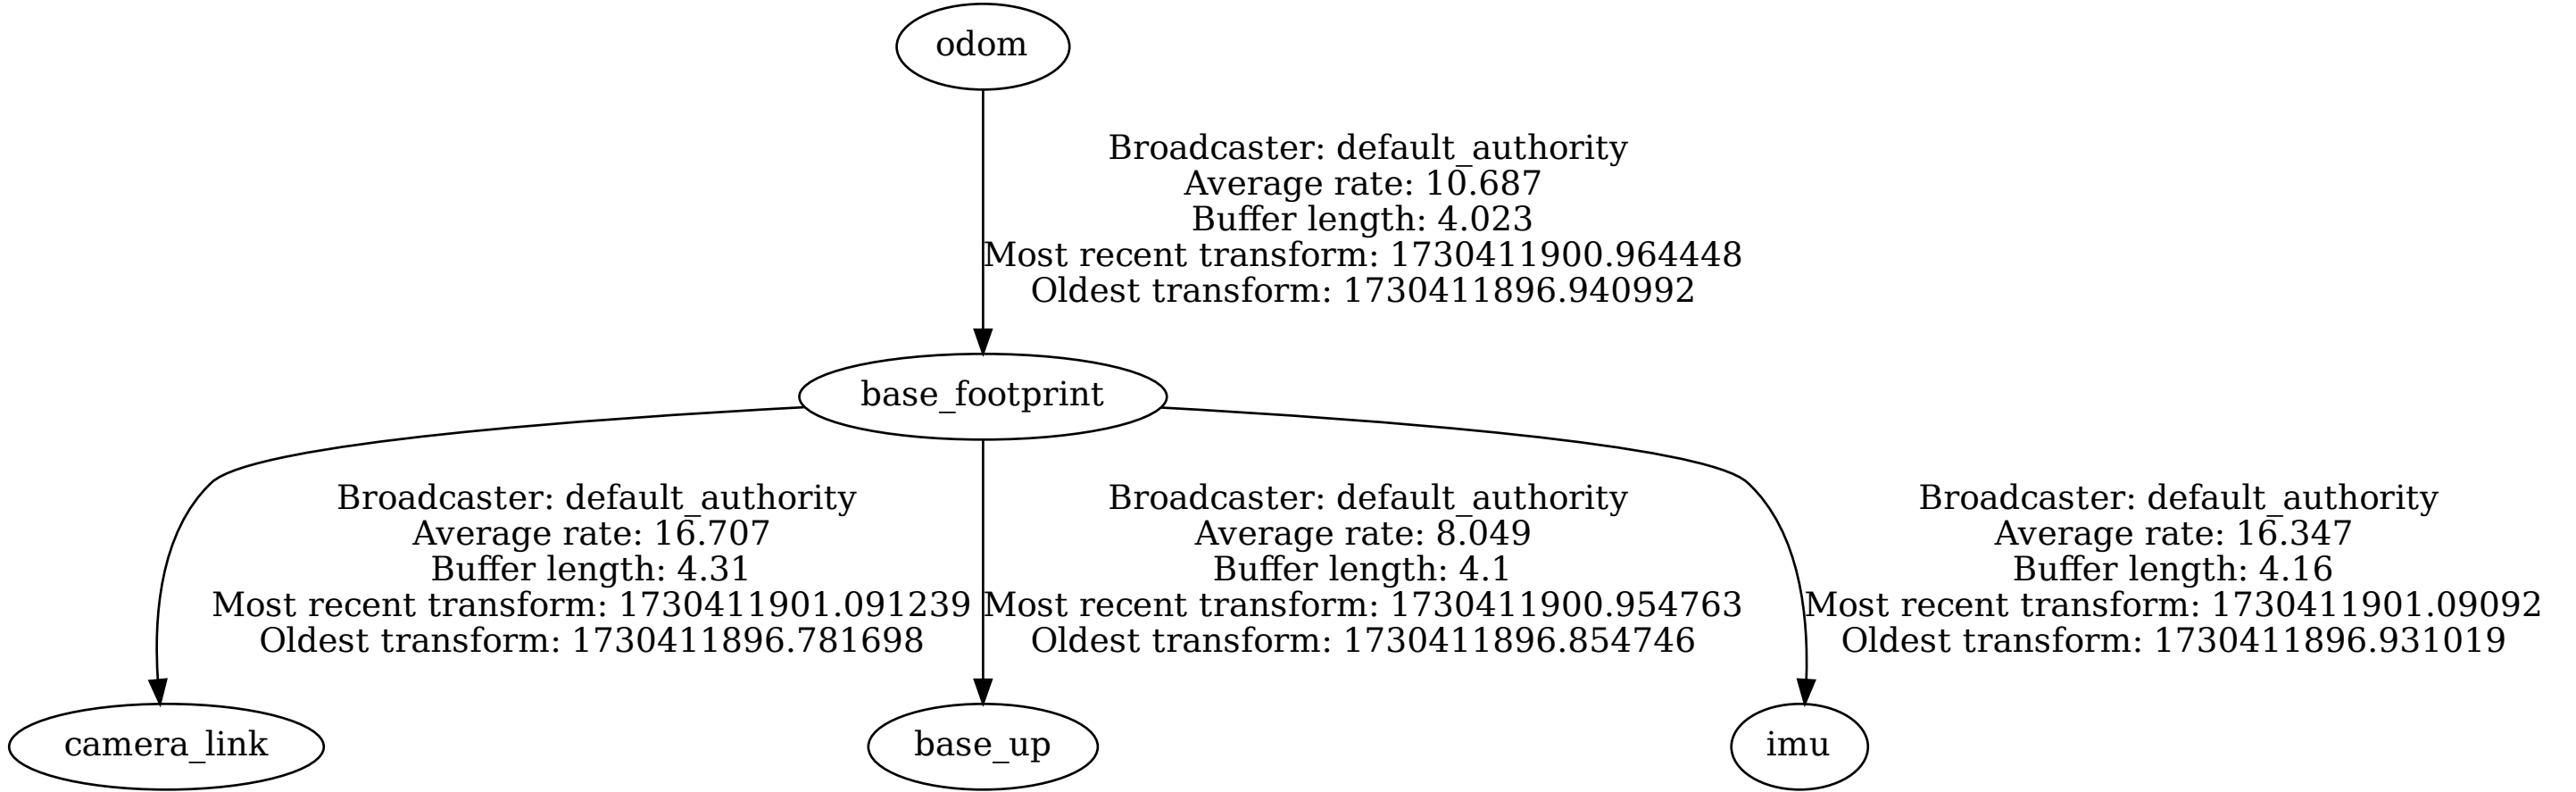 odom
Broadcaster: default_authority
Average rate: 10.687
Buffer length: 4.023
Most recent transform: 1730411900.964448
Oldest transform: 1730411896.940992
base_footprint
Broadcaster: default_authority
Average rate: 16.707
Buffer length: 4.31
Most recent transform: 1730411901.091239
Oldest transform: 1730411896.781698
Broadcaster: default_authority
Average rate: 8.049
Buffer length: 4.1
Most recent transform: 1730411900.954763
Oldest transform: 1730411896.854746
Broadcaster: default_authority
Average rate: 16.347
Buffer length: 4.16
Most recent transform: 1730411901.09092
Oldest transform: 1730411896.931019
camera_link
base_up
imu